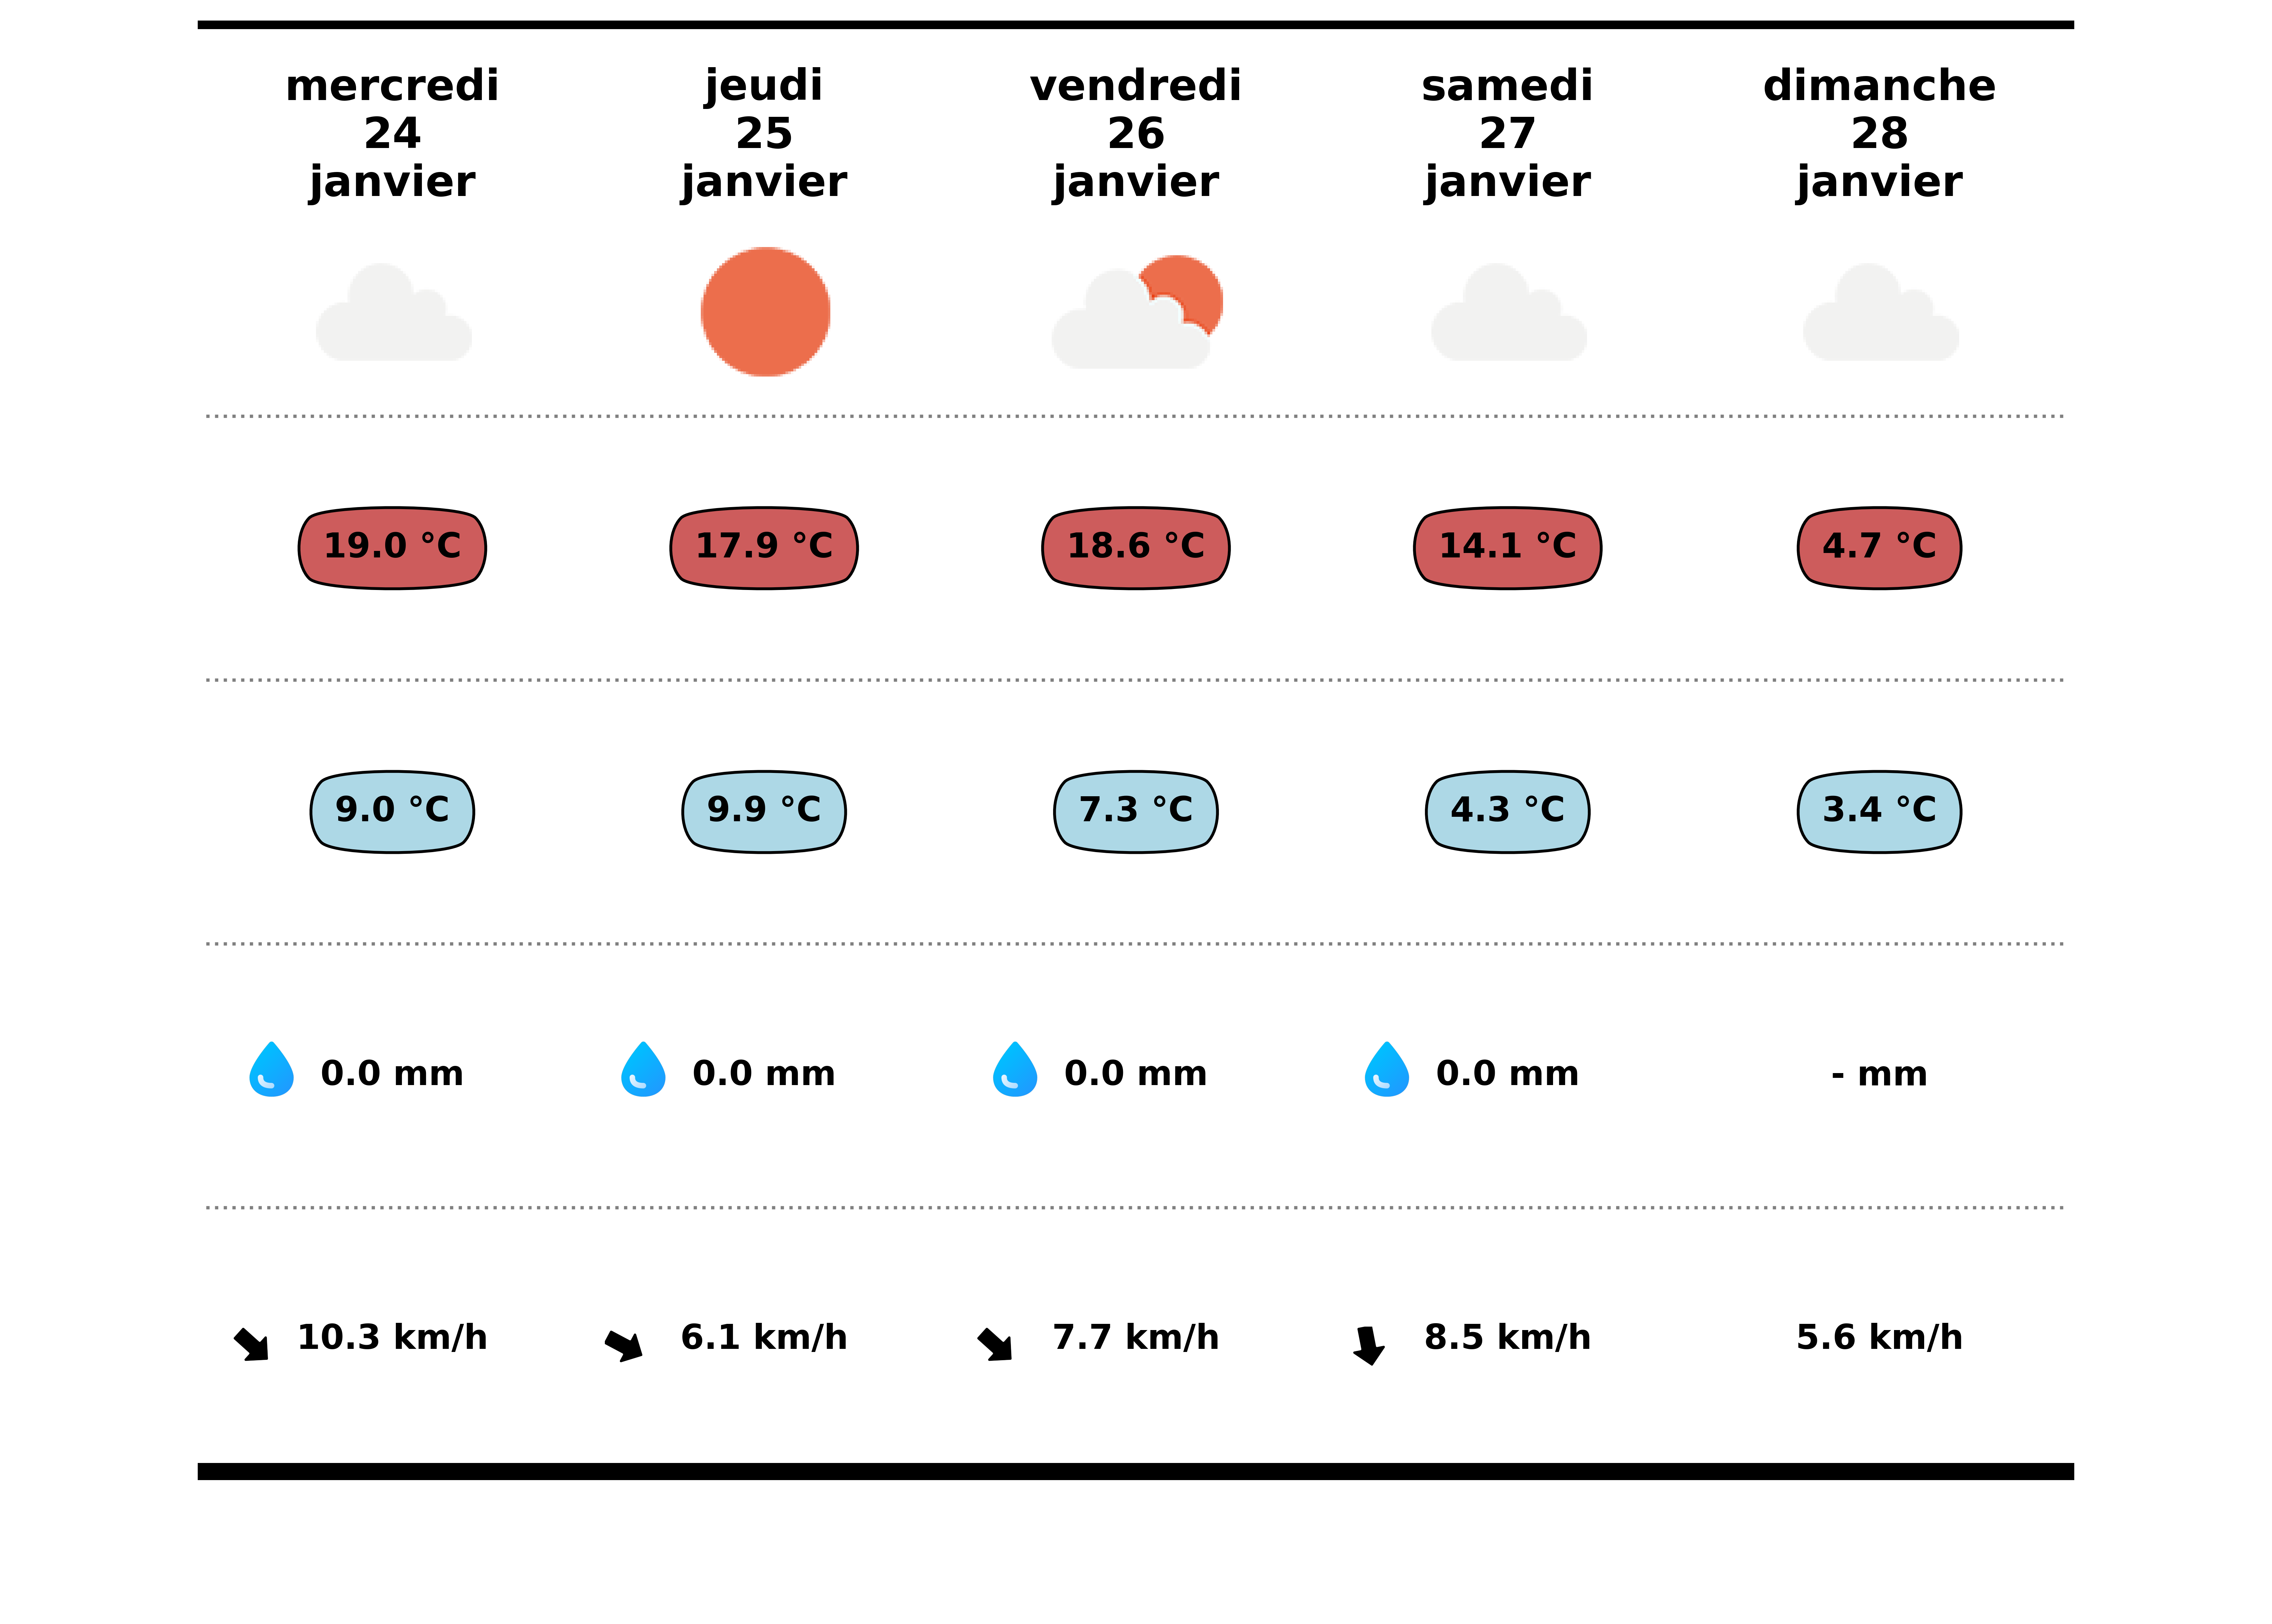 mercredi jeudi vendredi samedi dimanche
24 25 26 27 28
janvier janvier janvier janvier janvier
19.0 °C 17.9 °C 18.6 °C 14.1 °C 4.7 °C
9.0 °C 9.9 °C 7.3 °C 4.3 °C 3.4 °C
0.0 mm 0.0 mm 0.0 mm 0.0 mm - mm
10.3 km/h 6.1 km/h 7.7 km/h 8.5 km/h 5.6 km/h